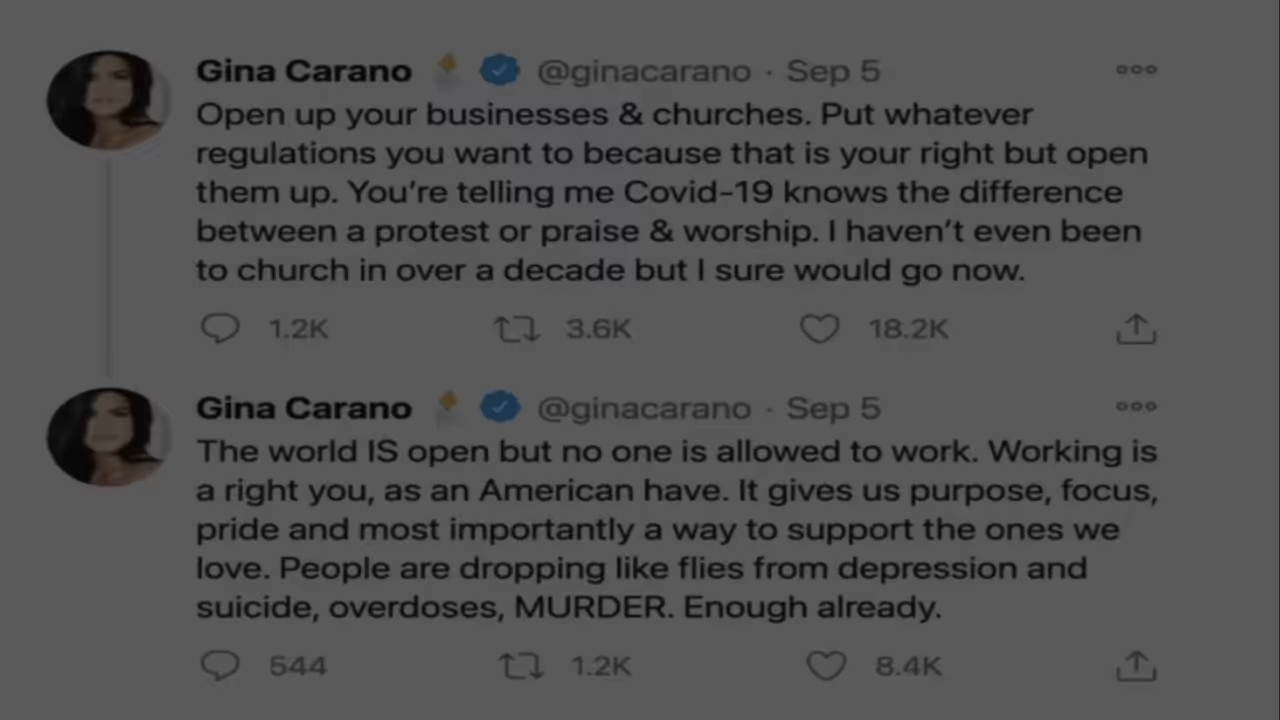 Gina Carano @ginacarano · Sep 5
Open up your businesses & churches. Put whatever
regulations you want to because that is your right but open
them up. You’re telling me Covid-19 knows the difference
between a protest or praise & worship. I haven’t even been
to church in over a decade but I sure would go now.
1.2K 3.6K 18.2K
Gina Carano @ginacarano · Sep 5
The world IS open but no one is allowed to work. Working is
a right you, as an American have. It gives us purpose, focus,
pride and most importantly a way to support the ones we
love. People are dropping like flies from depression and
suicide, overdoses, MURDER. Enough already.
544 1.2K 8.4K